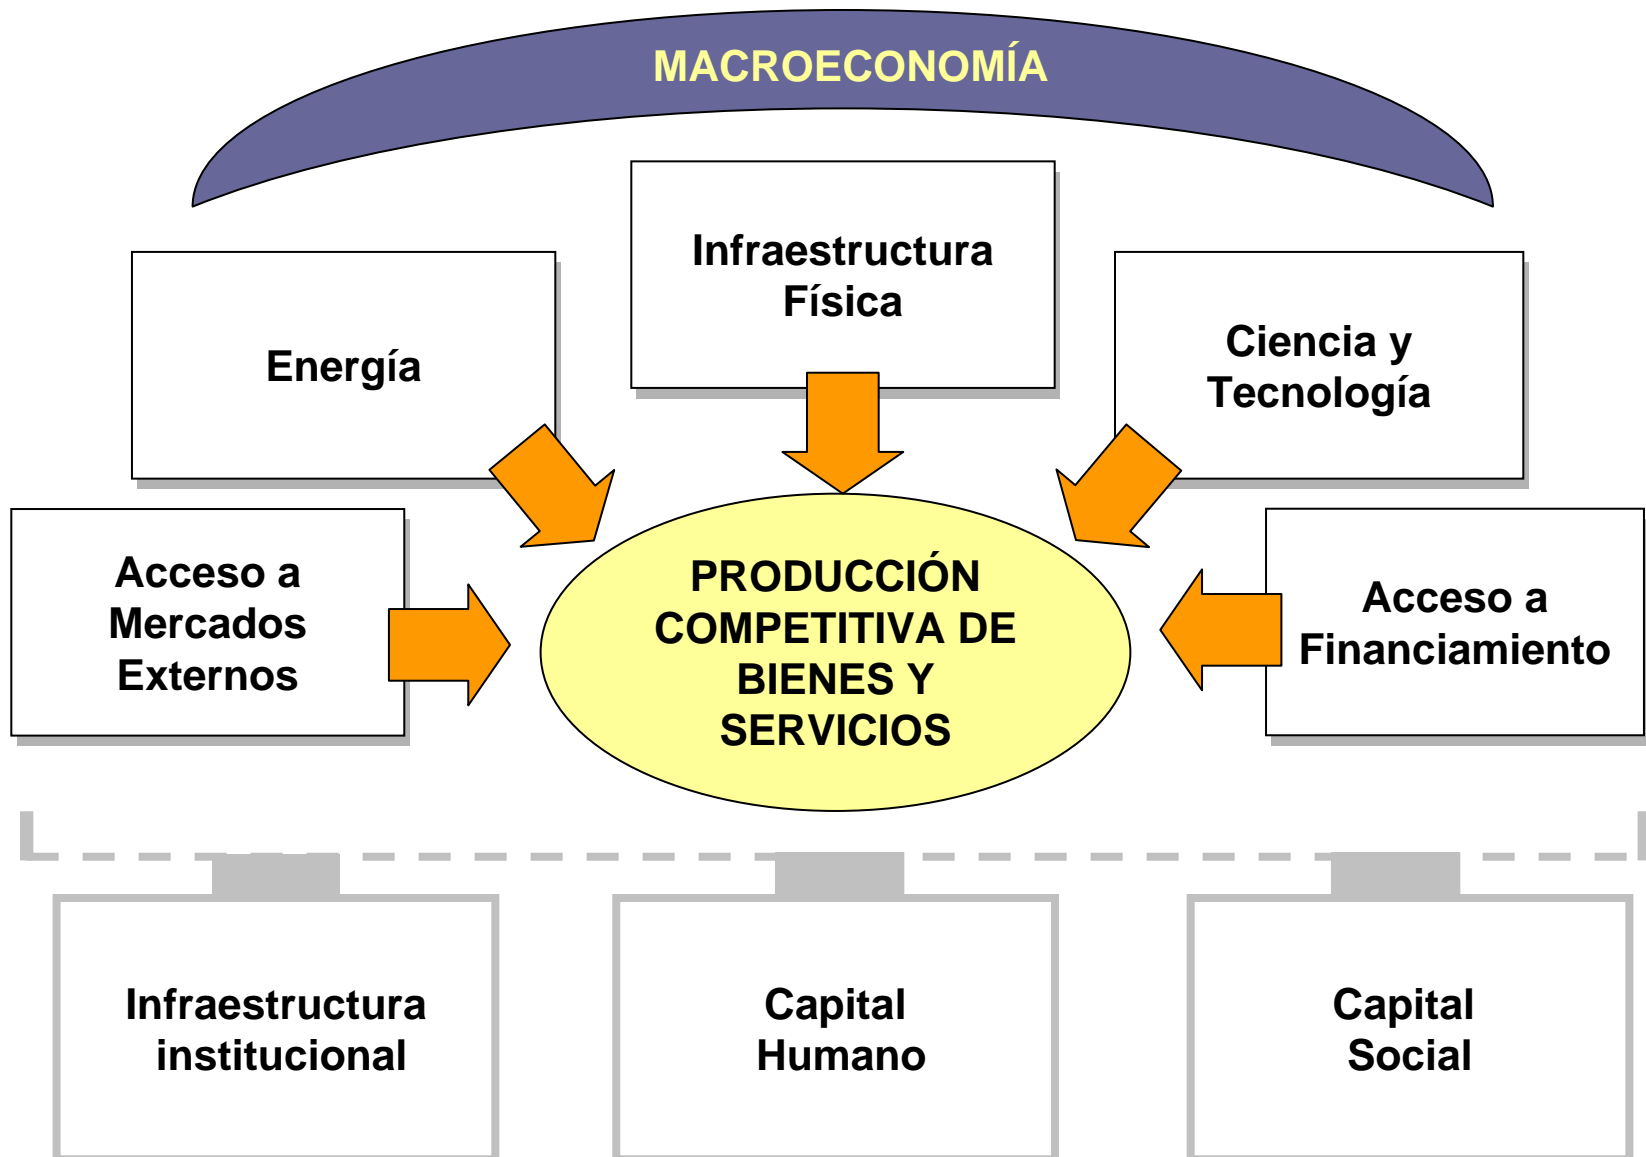 MACROECONOMÍA
Infraestructura
Física
Energía
Ciencia y
Tecnología
Acceso a
Mercados
Externos
PRODUCCIÓN
COMPETITIVA DE
BIENES Y
SERVICIOS
Acceso a
Financiamiento
Infraestructura
institucional
Capital
Humano
Capital
Social